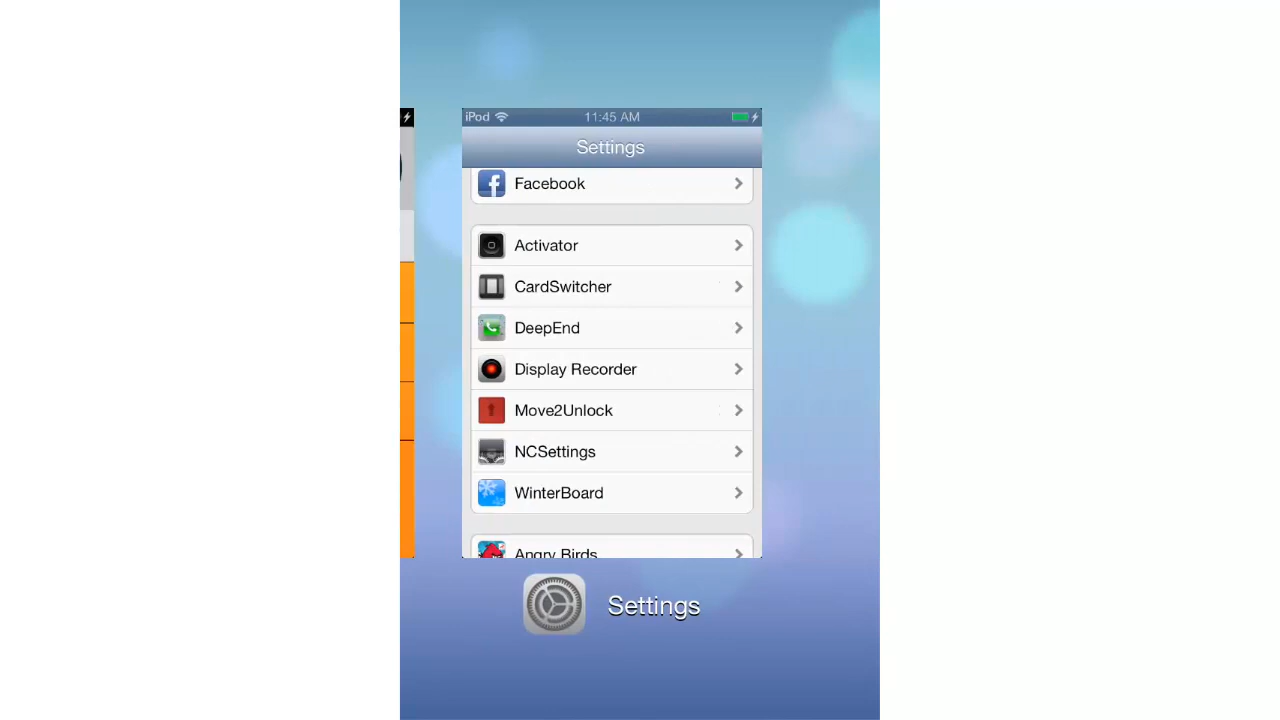 iPod 11:45 AM
Settings
Facebook
Activator
CardSwitcher
DeepEnd
Display Recorder
Move2Unlock
NCSettings
WinterBoard
Angry Birds
Settings